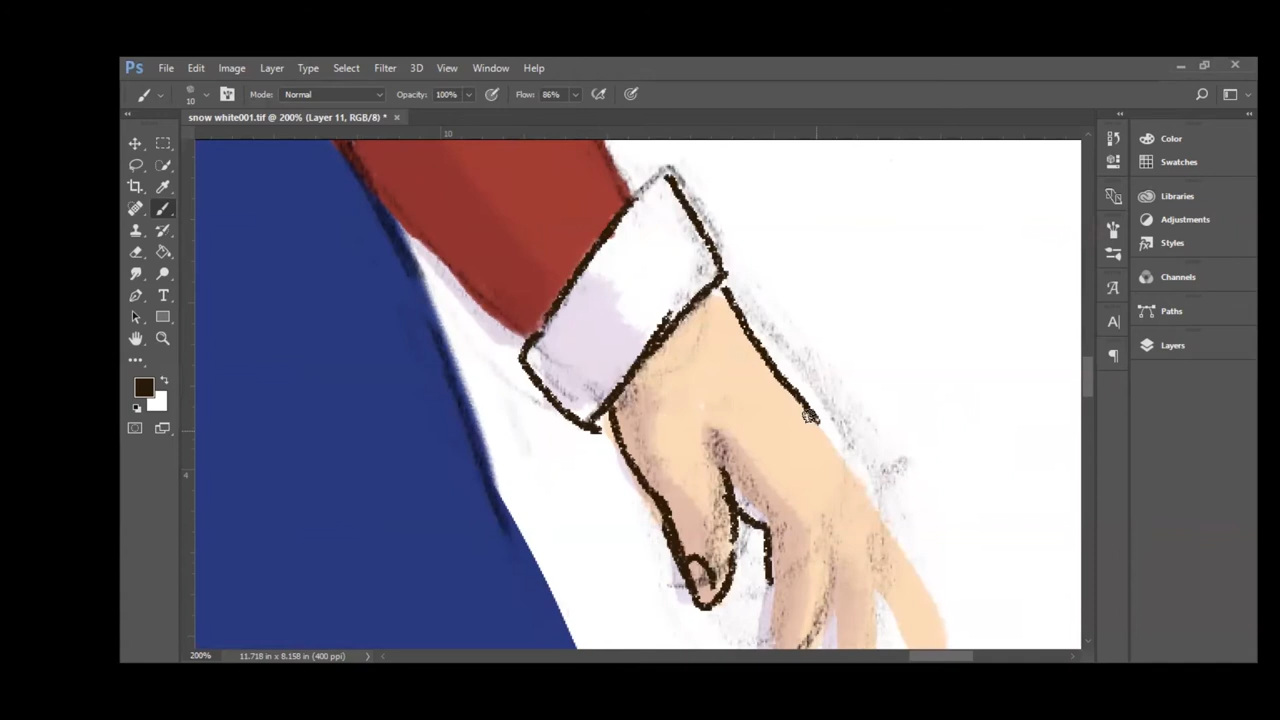 Ps File Edit Image Layer Type Select Filter 3D View Window Help
10 Mode: Normal Opacity: 100% Flow: 86%
snow white001.tif @ 200% (Layer 11, RGB/8) *
10
Color
Swatches
Libraries
Adjustments
Styles
Channels
Paths
Layers
4
200% 11.718 in x 8.158 in (400 ppi)